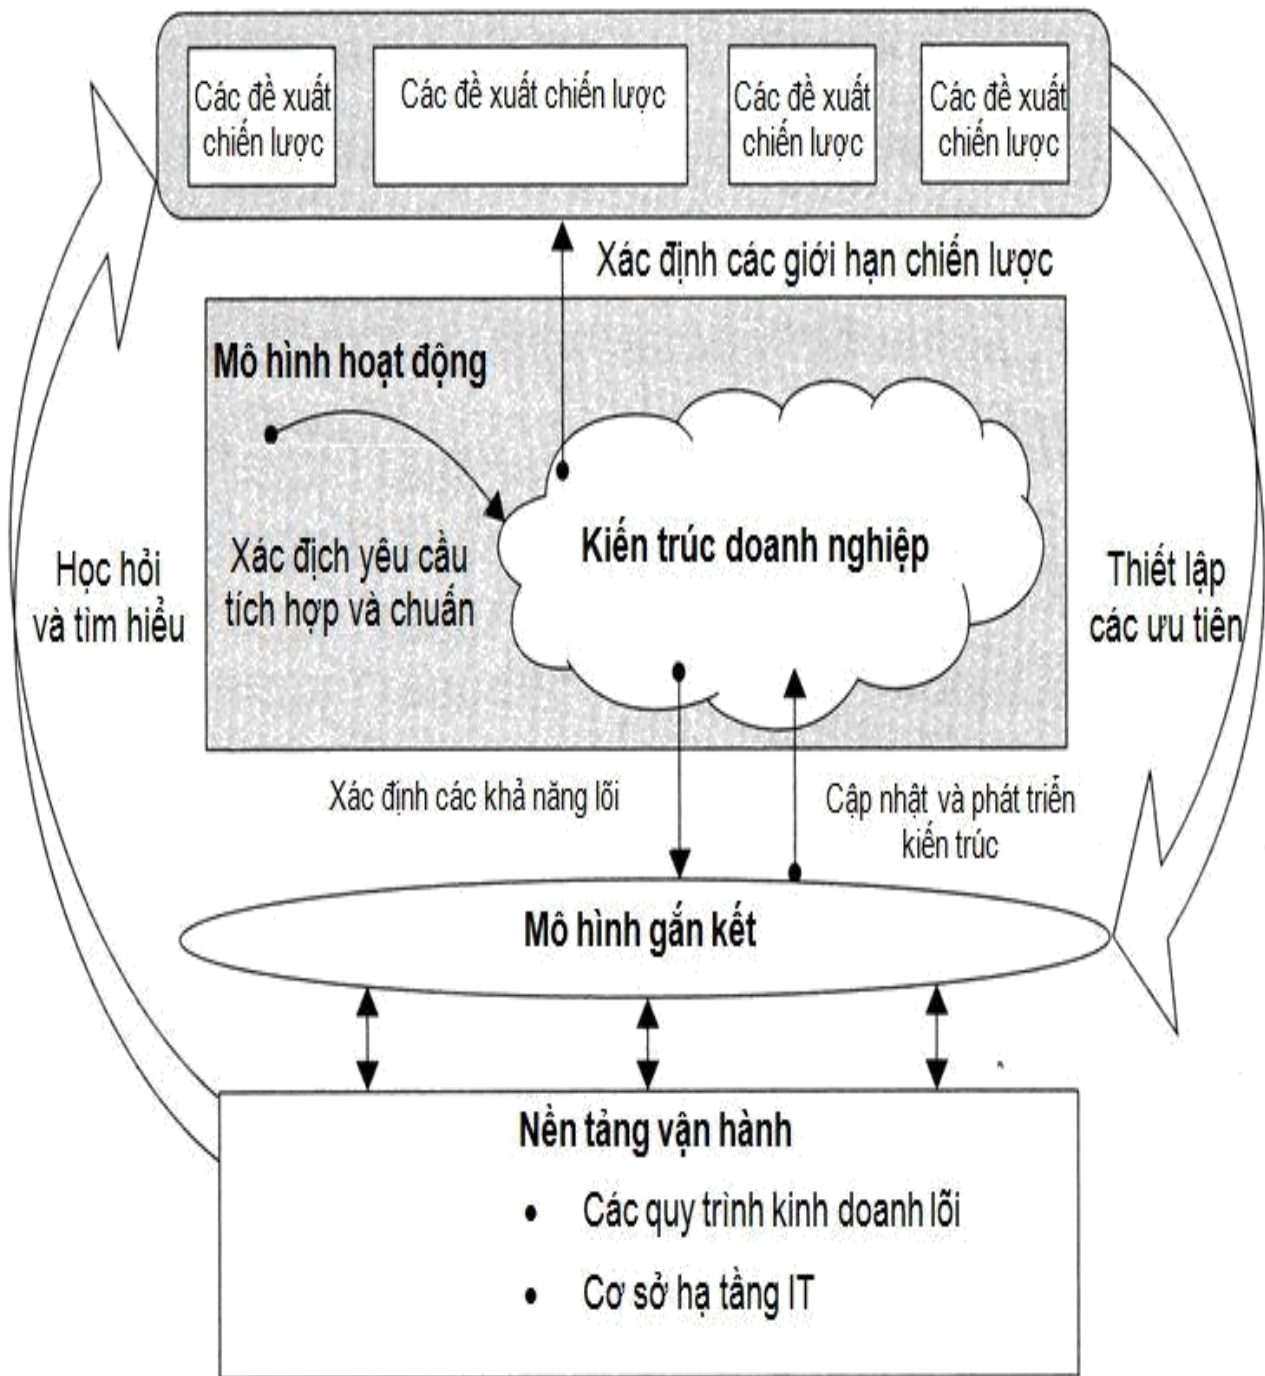 Các đề xuất
chiến lược
Các đề xuất chiến lược
Các đề xuất
chiến lược
Các đề xuất
chiến lược
Xác định các giới hạn chiến lược
Mô hình hoạt động
Kiến trúc doanh nghiệp
Xác địch yêu cầu
tích hợp và chuẩn
Học hỏi
và tìm hiểu
Thiết lập
các ưu tiên
Xác định các khả năng lõi
Cập nhật và phát triển
kiến trúc
Mô hình gắn kết
Nền tảng vận hành
• Các quy trình kinh doanh lõi
• Cơ sở hạ tầng IT